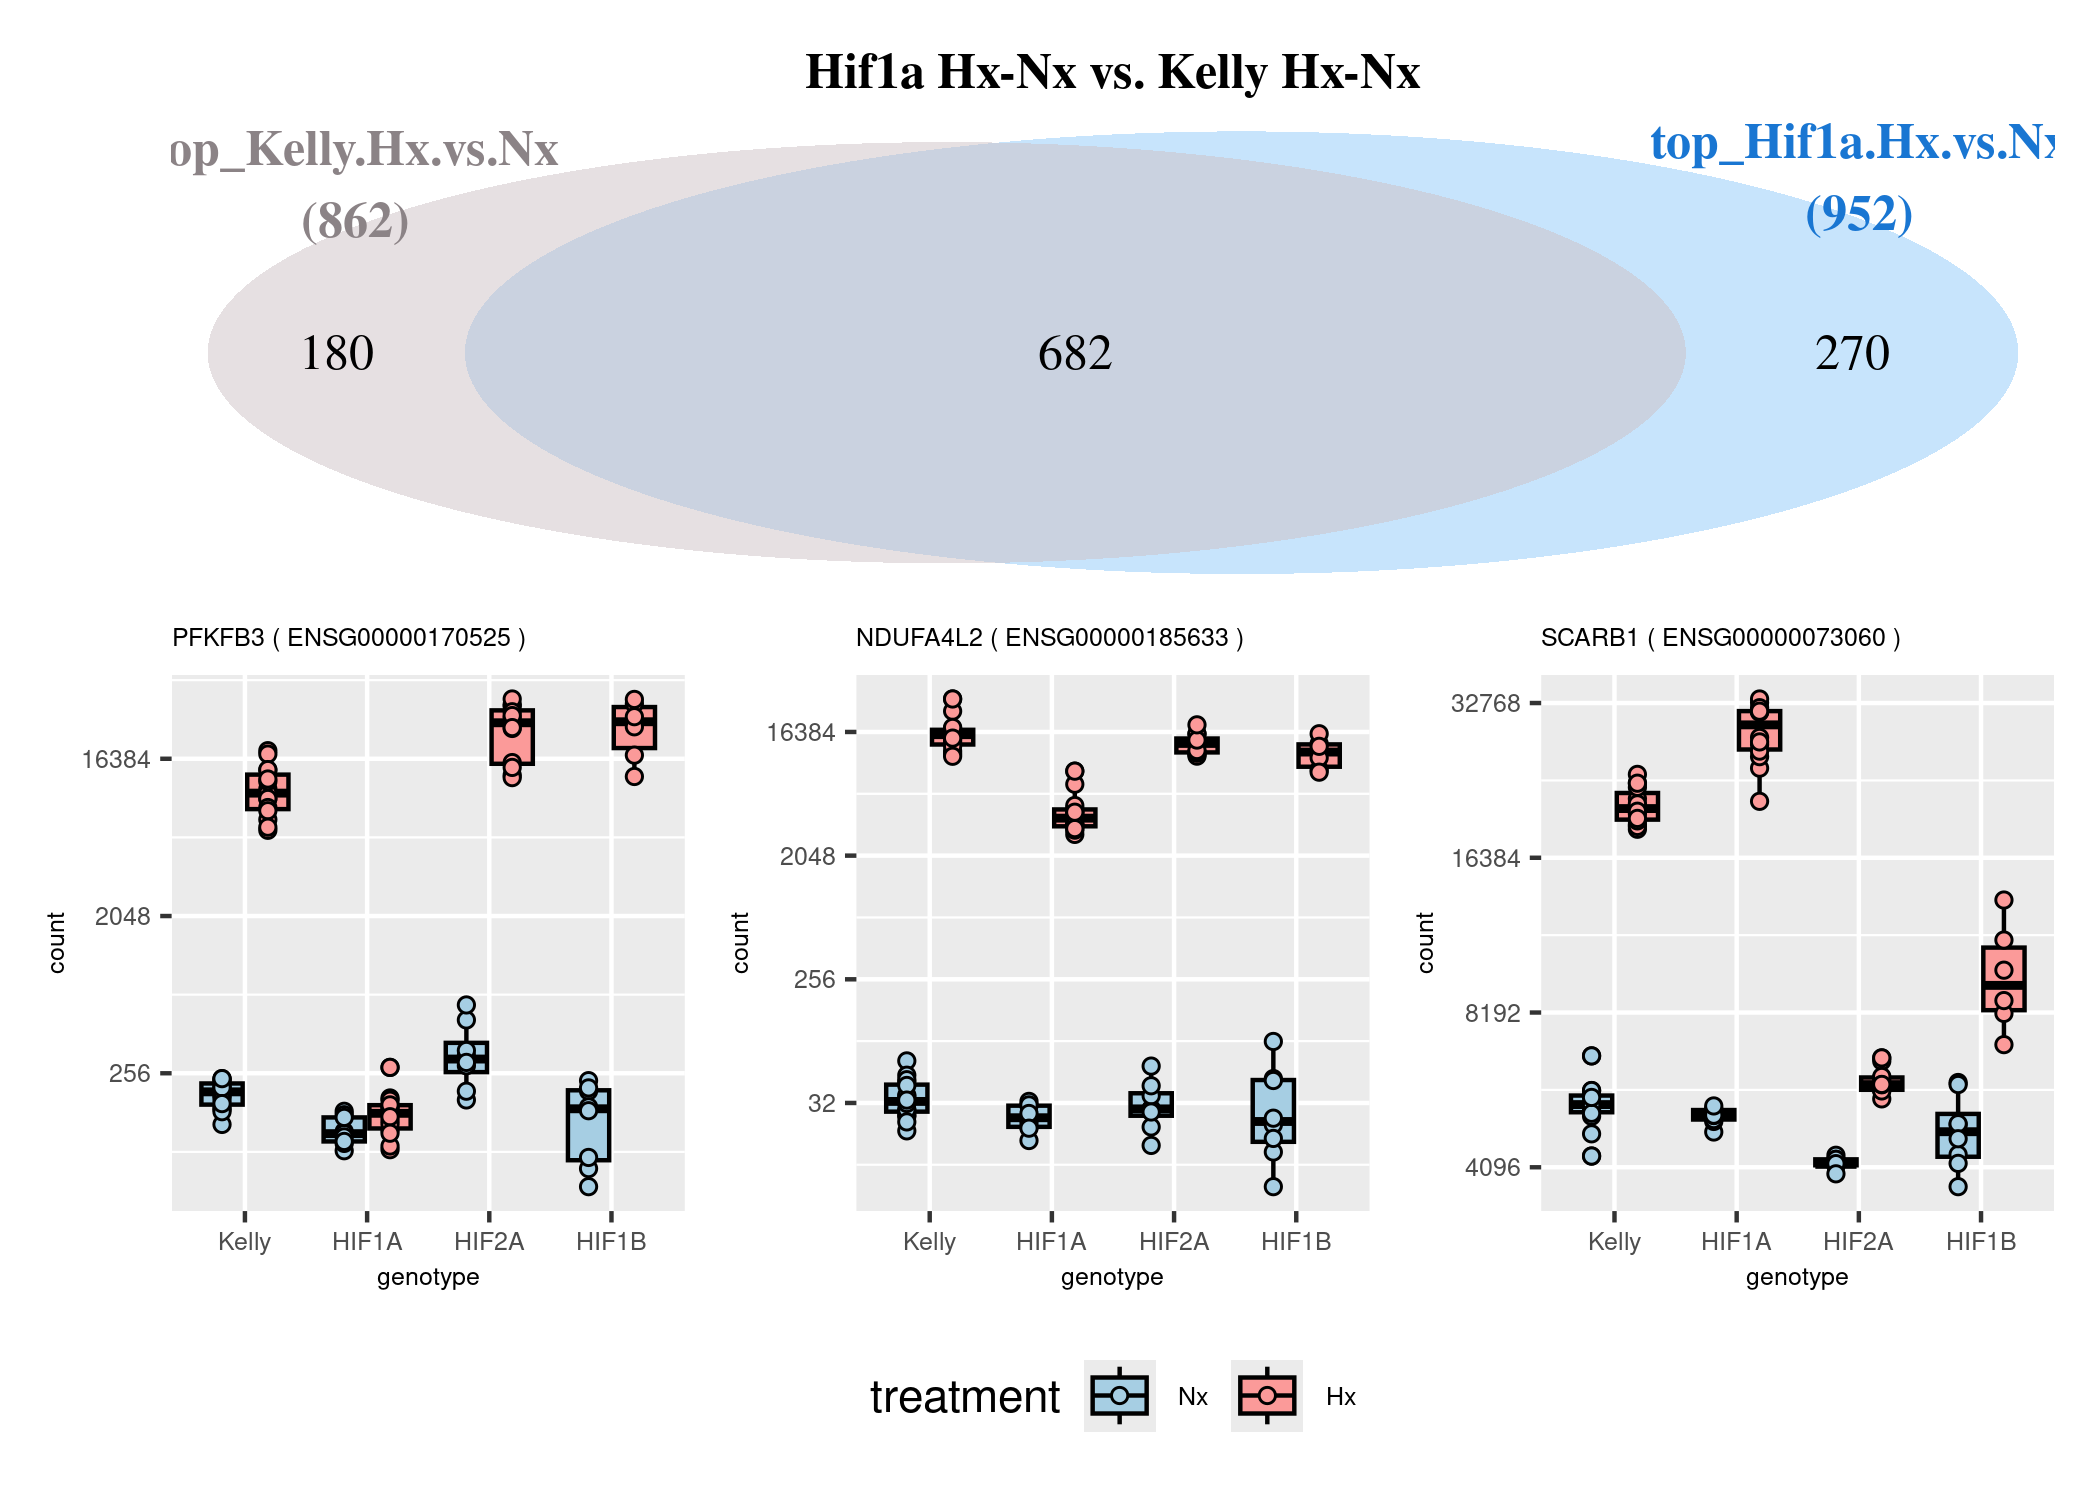 Hif1a Hx-Nx vs. Kelly Hx-Nx
op_Kelly.Hx.vs.Nx
(862)
top_Hif1a.Hx.vs.Nx
(952)
180
682
270
PFKFB3 ( ENSG00000170525 )
16384
2048
256
count
Kelly
HIF1A
HIF2A
HIF1B
genotype
NDUFA4L2 ( ENSG00000185633 )
16384
2048
256
32
count
Kelly
HIF1A
HIF2A
HIF1B
genotype
SCARB1 ( ENSG00000073060 )
32768
16384
8192
4096
count
Kelly
HIF1A
HIF2A
HIF1B
genotype
treatment
Nx
Hx